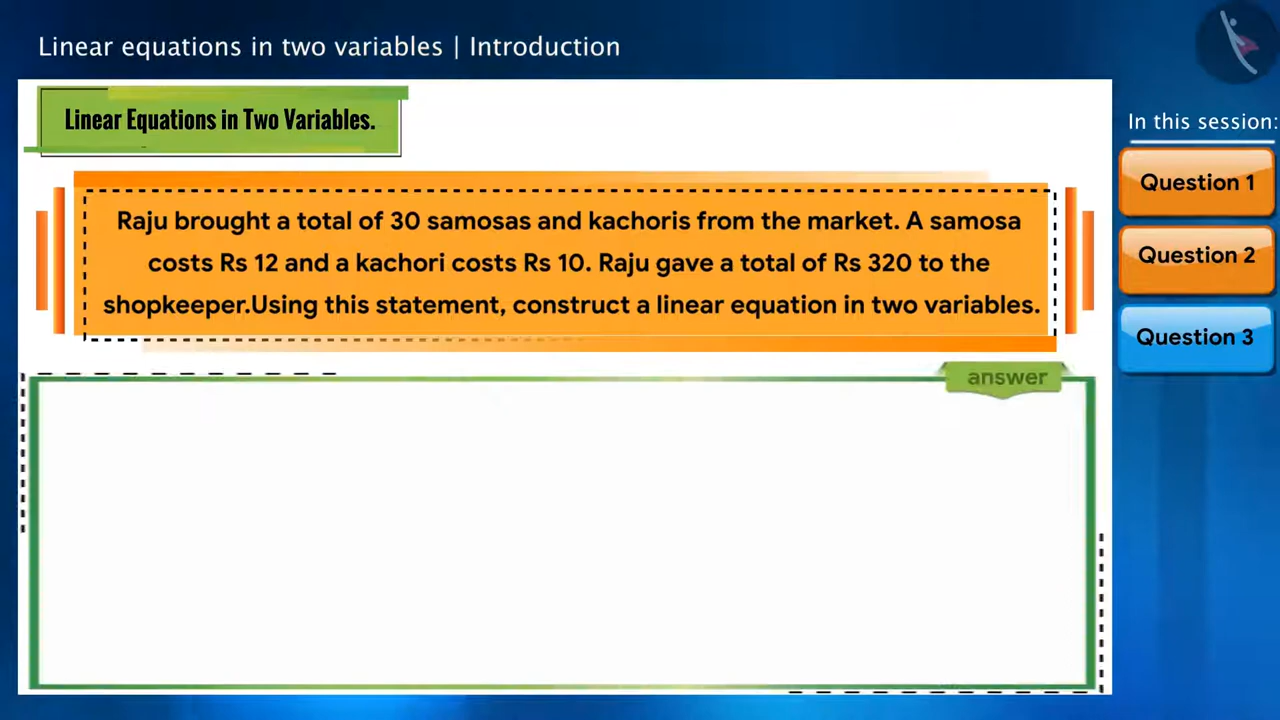 Linear equations in two variables | Introduction
Linear Equations in Two Variables.
Raju brought a total of 30 samosas and kachoris from the market. A samosa
costs Rs 12 and a kachori costs Rs 10. Raju gave a total of Rs 320 to the
shopkeeper.Using this statement, construct a linear equation in two variables.
answer
In this session:
Question 1
Question 2
Question 3